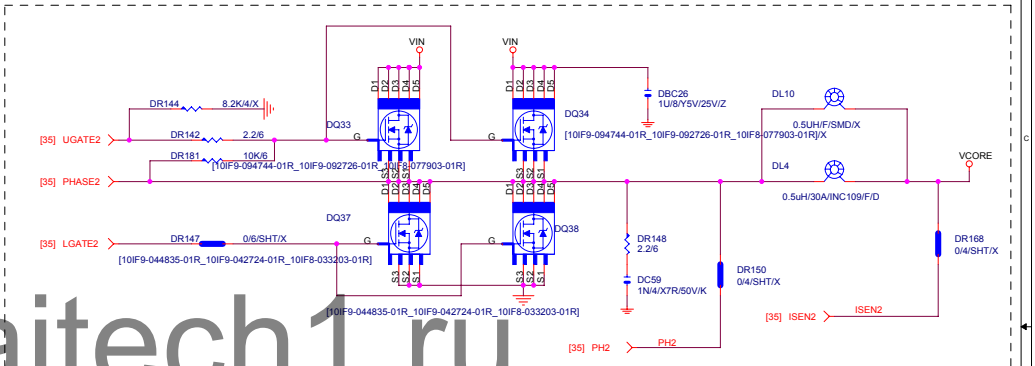 VIN
VIN
D1 D2 D3 D4 D5
D1 D2 D3 D4 D5
DR144 8.2K/4/X
DBC26
1U/8/Y5V/25V/Z
DL10
DQ33
DQ34
0.5UH/F/SMD/X
[35] UGATE2
DR142 2.2/6
G
G
[10IF9-094744-01R_10IF9-092726-01R_10IF8-077903-01R]/X
DR181 10K/6
[10IF9-094744-01R_10IF9-092726-01R_10IF8-077903-01R]
S3 S2 S1
S3 S2 S1
DL4
VCORE
C
[35] PHASE2
D1 D2 D3 D4 D5
D1 D2 D3 D4 D5
0.5uH/30A/INC109/F/D
DQ37
DQ38
[35] LGATE2
DR147 0/6/SHT/X
G
G
DR148
2.2/6
DR168
0/4/SHT/X
[10IF9-044835-01R_10IF9-042724-01R_10IF8-033203-01R]
S3 S2 S1
S3 S2 S1
DC59
1N/4/X7R/50V/K
DR150
0/4/SHT/X
[10IF9-044835-01R_10IF9-042724-01R_10IF8-033203-01R]
[35] ISEN2 ISEN2
[35] PH2 PH2
hitech1.ru